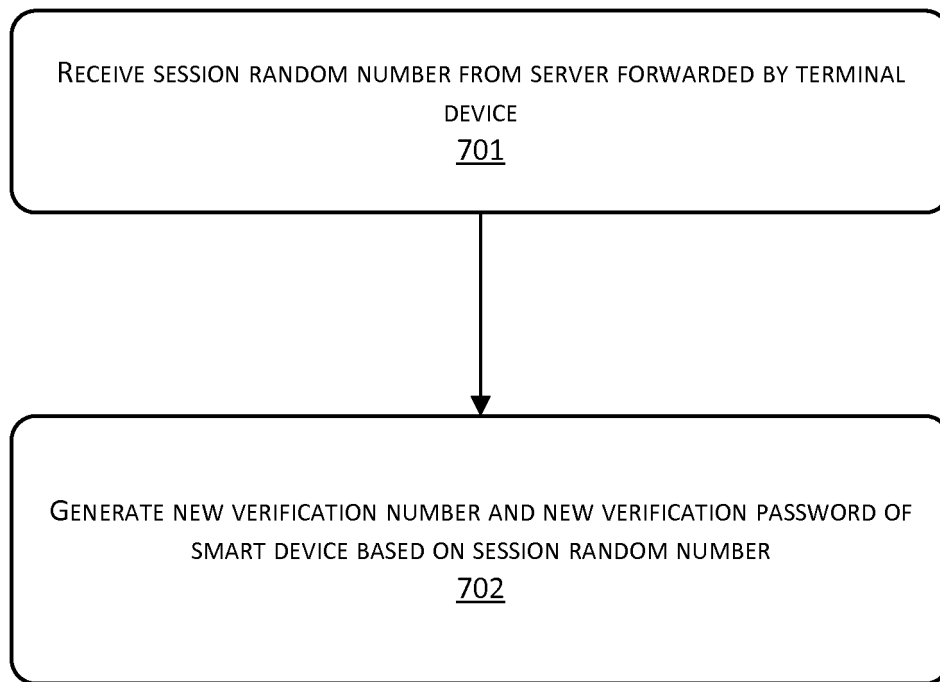 RECEIVE SESSION RANDOM NUMBER FROM SERVER FORWARDED BY TERMINAL
DEVICE
701
GENERATE NEW VERIFICATION NUMBER AND NEW VERIFICATION PASSWORD OF
SMART DEVICE BASED ON SESSION RANDOM NUMBER
702